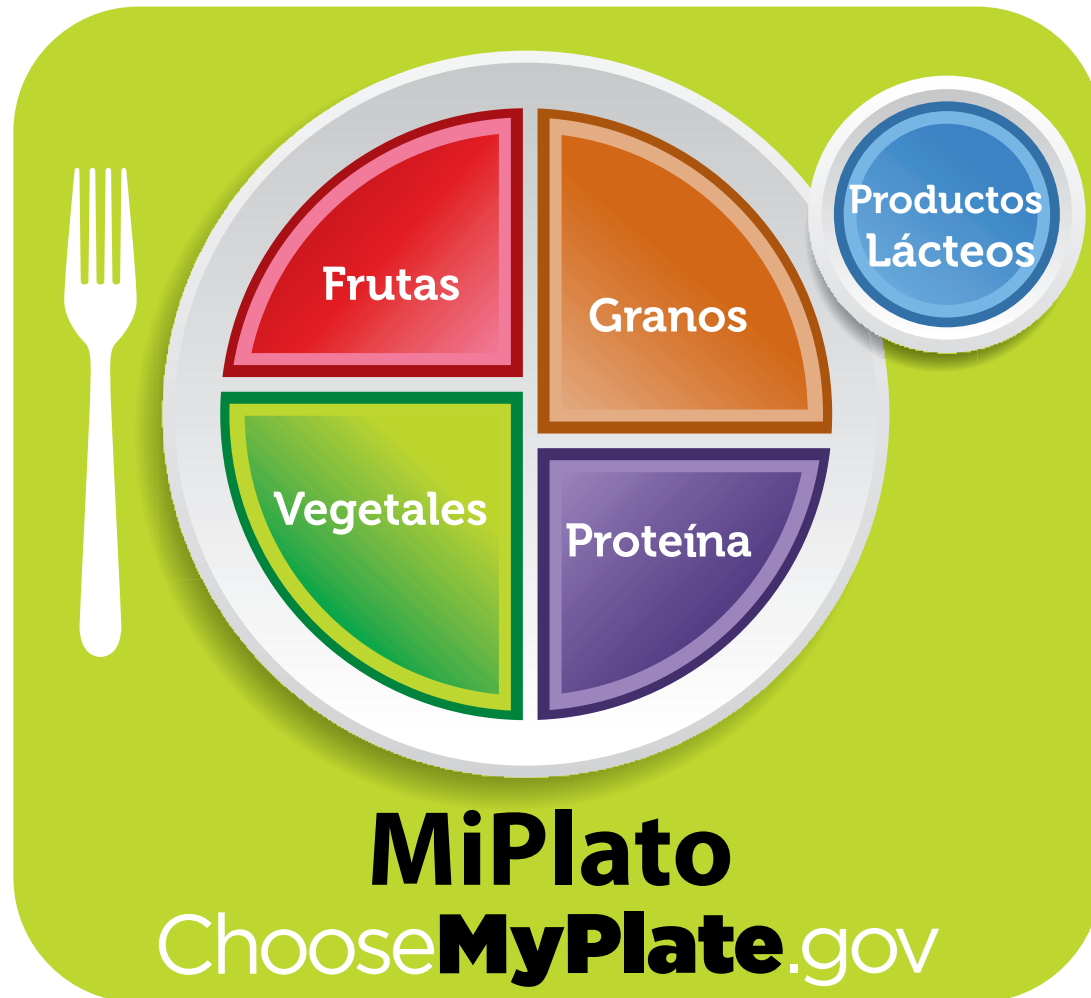 Frutas
Granos
Productos
Lácteos
Vegetales
Proteína
MiPlato
ChooseMyPlate.gov